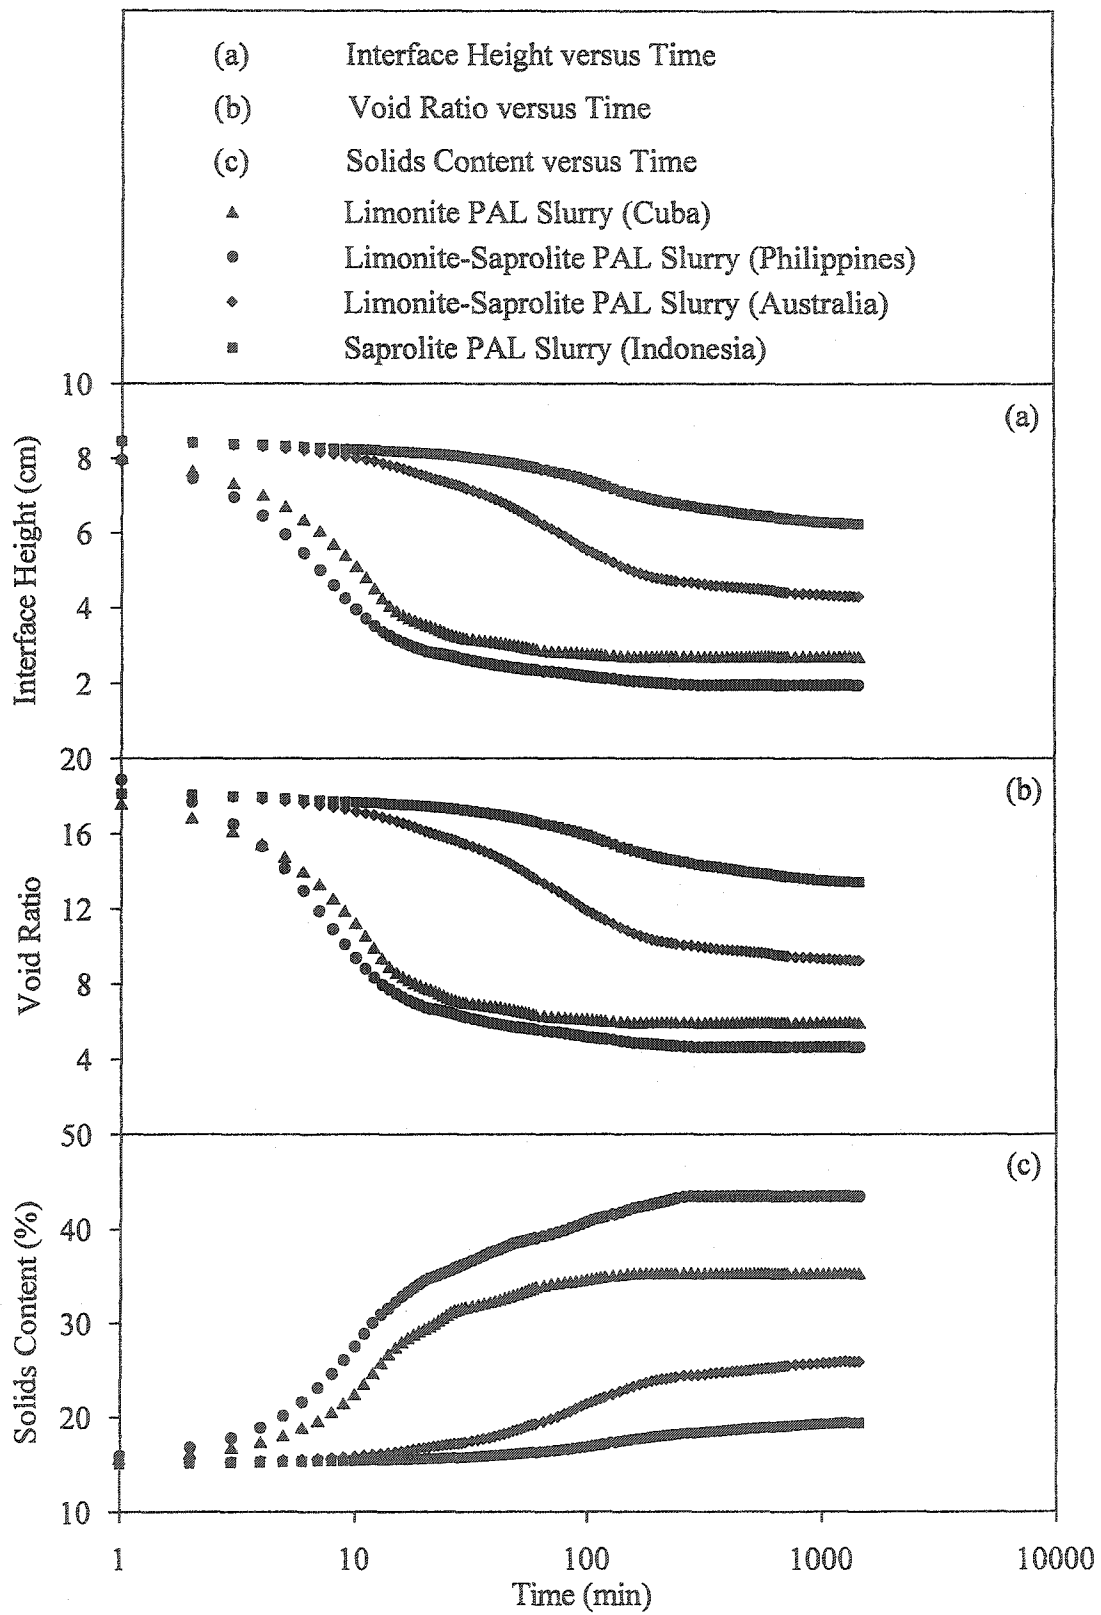 (a) Interface Height versus Time
(b) Void Ratio versus Time
(c) Solids Content versus Time
Limonite PAL Slurry (Cuba)
Limonite-Saprolite PAL Slurry (Philippines)
Limonite-Saprolite PAL Slurry (Australia)
Saprolite PAL Slurry (Indonesia)
10
8
6
4
2
Interface Height (cm)
(a)
20
16
12
8
4
Void Ratio
(b)
50
40
30
20
10
Solids Content (%)
(c)
1 10 100 1000 10000
Time (min)